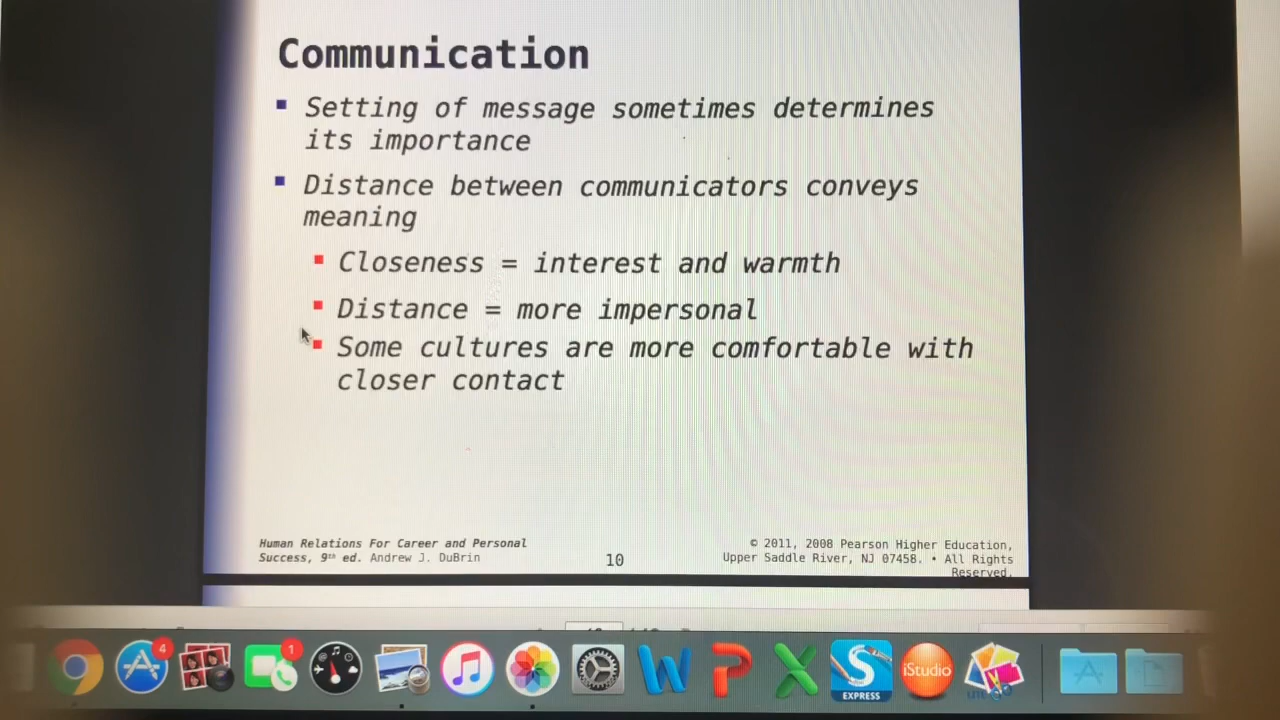 Communication
Setting of message sometimes determines
its importance
Distance between communicators conveys
meaning
Closeness = interest and warmth
Distance = more impersonal
Some cultures are more comfortable with
closer contact
Human Relations For Career and Personal
Success, 9th ed. Andrew J. DuBrin
10
© 2011, 2008 Pearson Higher Education,
Upper Saddle River, NJ 07458. • All Rights
Reserved.
4
1
EXPRESS
iStudio